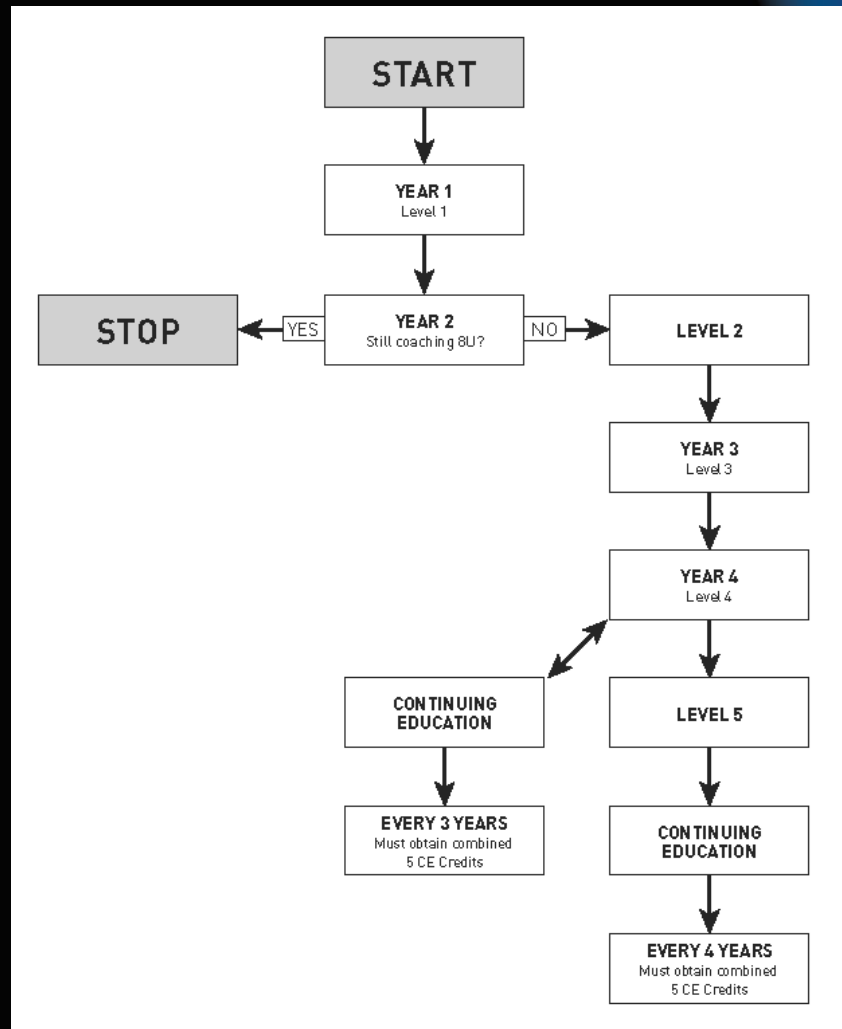 START
YEAR 1
Level 1
STOP
YES
YEAR 2
Still coaching 8U?
NO
LEVEL 2
YEAR 3
Level 3
YEAR 4
Level 4
CONTINUING
EDUCATION
LEVEL 5
EVERY 3 YEARS
Must obtain combined
5 CE Credits
CONTINUING
EDUCATION
EVERY 4 YEARS
Must obtain combined
5 CE Credits